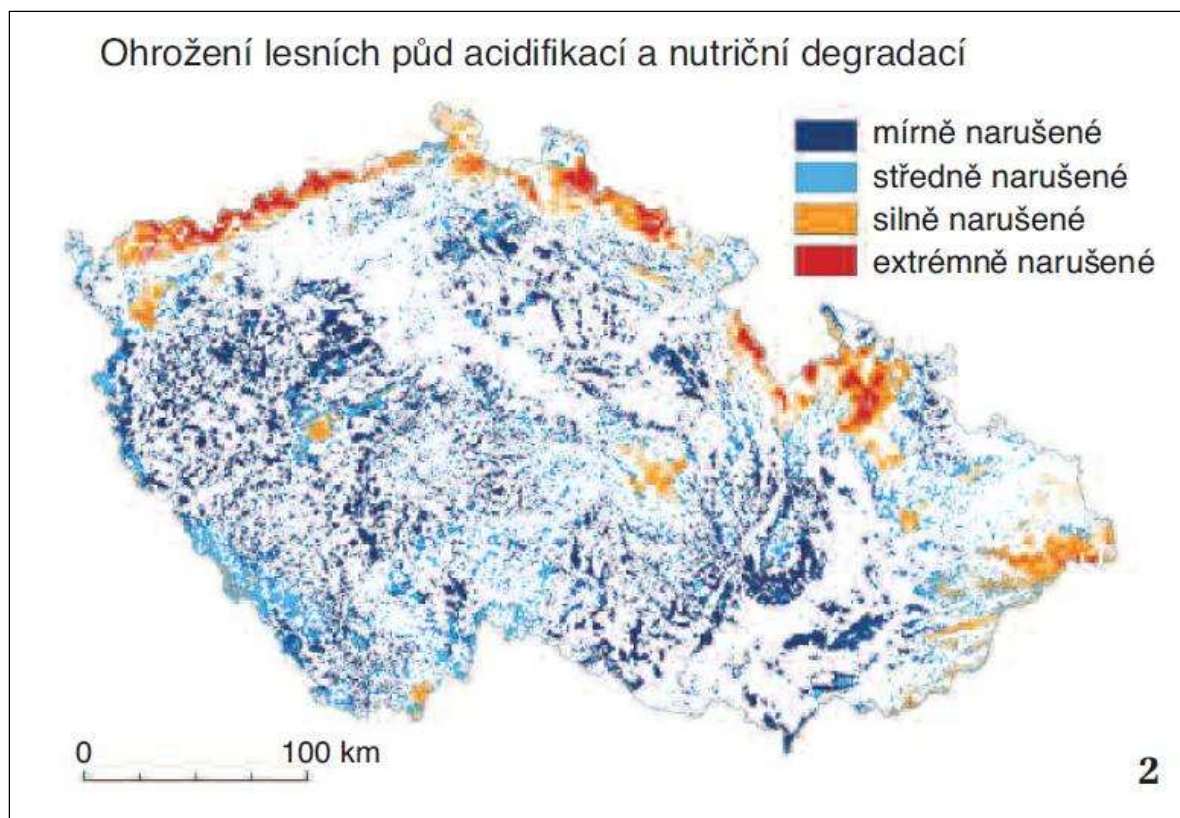 Ohrožení lesních půd acidifikací a nutriční degradací
mírně narušené
středně narušené
silně narušené
extrémně narušené
0 100 km
2